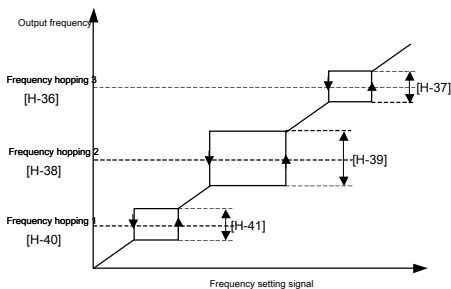 Output frequency
Frequency hopping 3
[H-36]
[H-37]
Frequency hopping 2
[H-38]
[H-39]
Frequency hopping 1
[H-40]
[H-41]
Frequency setting signal